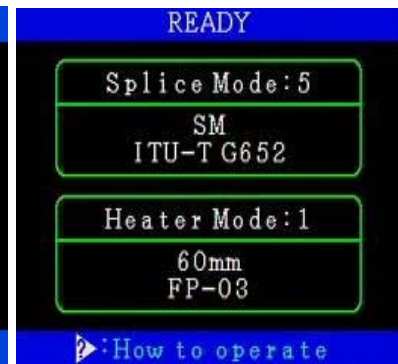 READY
Splice Mode:5
SM
ITU-T G652
Heater Mode:1
60mm
FP-03
?:How to operate